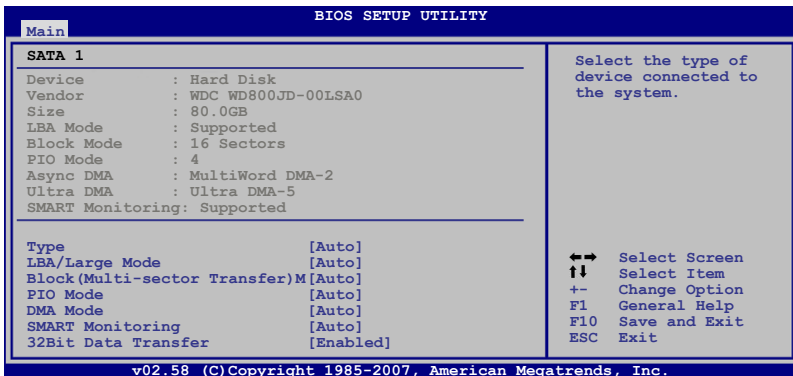 BIOS SETUP UTILITY
Main
SATA 1
Device : Hard Disk
Vendor : WDC WD800JD-00LSA0
Size : 80.0GB
LBA Mode : Supported
Block Mode : 16 Sectors
PIO Mode : 4
Async DMA : MultiWord DMA-2
Ultra DMA : Ultra DMA-5
SMART Monitoring: Supported
Type [Auto]
LBA/Large Mode [Auto]
Block(Multi-sector Transfer)M[Auto]
PIO Mode [Auto]
DMA Mode [Auto]
SMART Monitoring [Auto]
32Bit Data Transfer [Enabled]
Select the type of
device connected to
the system.
←→ Select Screen
↑↓ Select Item
+- Change Option
F1 General Help
F10 Save and Exit
ESC Exit
v02.58 (C)Copyright 1985-2007, American Megatrends, Inc.